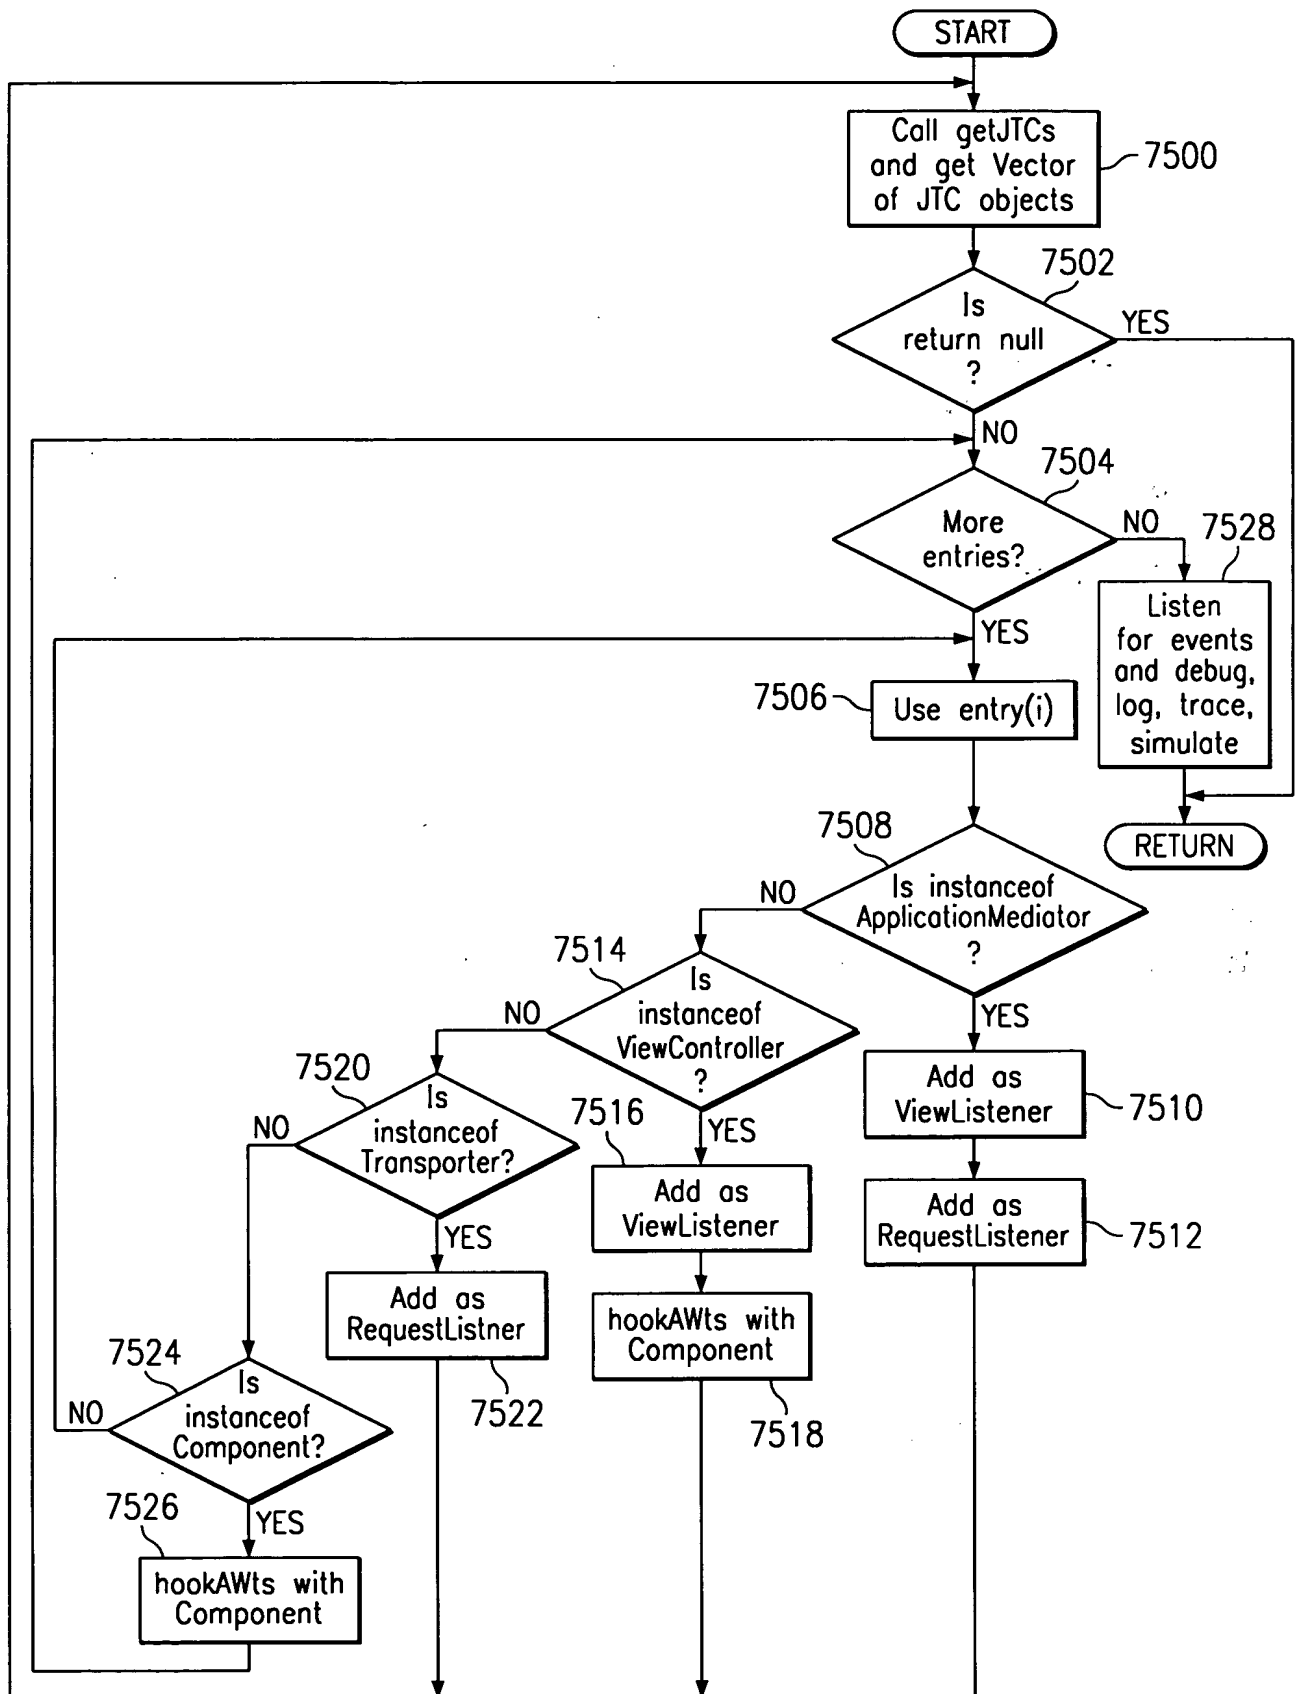 START
Call getJTCs
and get Vector
of JTC objects
7500
7502
Is
return null
?
YES
NO
7504
More
entries?
NO
7528
Listen
for events
and debug,
log, trace,
simulate
YES
7506
Use entry(i)
RETURN
7508
Is instanceof
ApplicationMediator
?
NO
YES
7514
Is
instanceof
ViewController
?
NO
YES
Add as
ViewListener
7510
7520
Is
instanceof
Transporter?
NO
YES
7516
Add as
ViewListener
Add as
RequestListener
7512
Add as
RequestListner
7522
hookAWts with
Component
7518
7524
Is
instanceof
Component?
NO
YES
7526
hookAWts with
Component